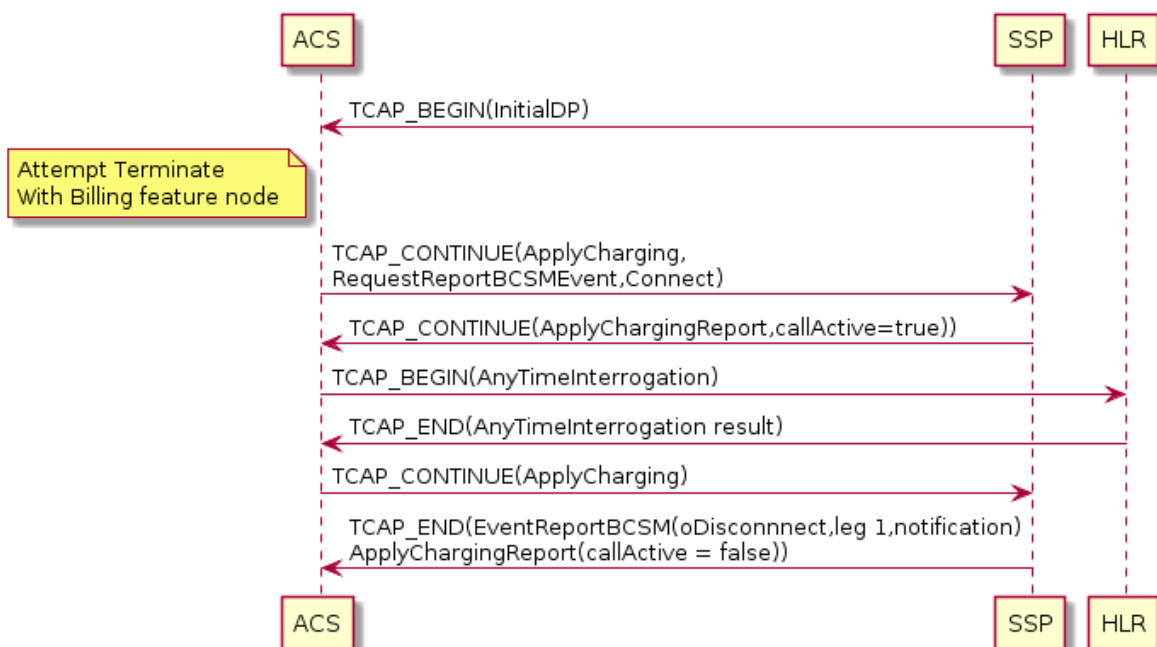 ACS SSP HLR
TCAP_BEGIN(InitialDP)
Attempt Terminate
With Billing feature node
TCAP_CONTINUE(ApplyCharging,
RequestReportBCSMEvent,Connect)
TCAP_CONTINUE(ApplyChargingReport,callActive=true))
TCAP_BEGIN(AnyTimeInterrogation)
TCAP_END(AnyTimeInterrogation result)
TCAP_CONTINUE(ApplyCharging)
TCAP_END(EventReportBCSM(oDisconnnect,leg 1,notification)
ApplyChargingReport(callActive = false))
ACS SSP HLR